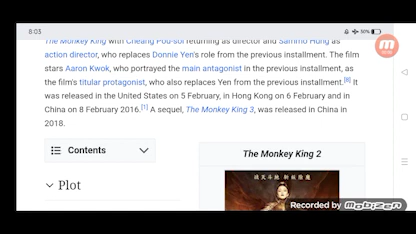 8:03
30%
The Monkey King with Cheang Pou-soi returning as director and Sammo Hung as
action director, who replaces Donnie Yen's role from the previous installment. The film
stars Aaron Kwok, who portrayed the main antagonist in the previous installment, as
the film's titular protagonist, who also replaces Yen from the previous installment.[8] It
was released in the United States on 5 February, in Hong Kong on 6 February and in
China on 8 February 2016.[1] A sequel, The Monkey King 3, was released in China in
2018.
Contents
The Monkey King 2
Plot
Recorded by Mobizen